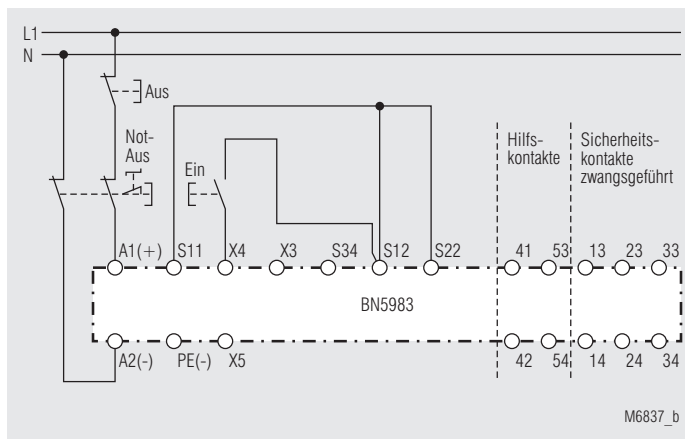 L1
N
Aus
Not-
Aus
Ein
Hilfs-
kontakte
Sicherheits-
kontakte
zwangsgeführt
A1(+) S11 X4 X3 S34 S12 S22 41 53 13 23 33
BN5983
A2(-) PE(-) X5 42 54 14 24 34
M6837_b